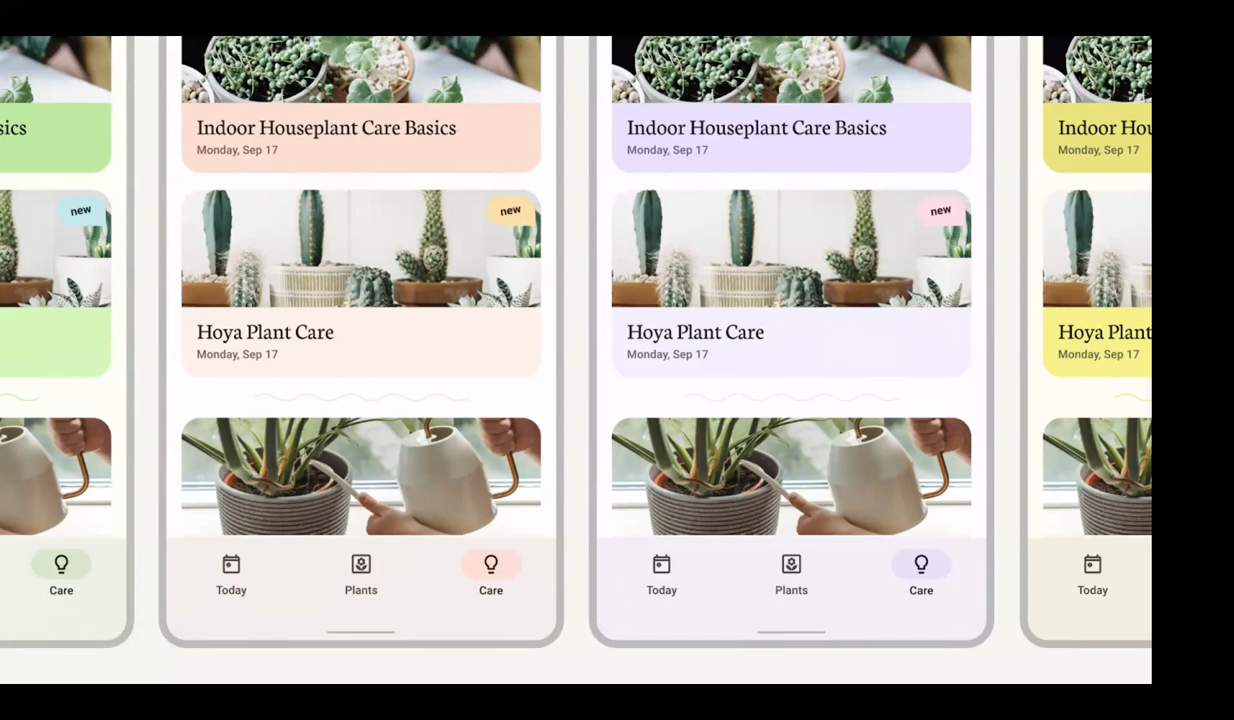 sics
new
Care
Indoor Houseplant Care Basics
Monday, Sep 17
new
Hoya Plant Care
Monday, Sep 17
Today
Plants
Care
Indoor Houseplant Care Basics
Monday, Sep 17
new
Hoya Plant Care
Monday, Sep 17
Today
Plants
Care
Indoor Hou
Monday, Sep 17
Hoya Plant
Monday, Sep 17
Today